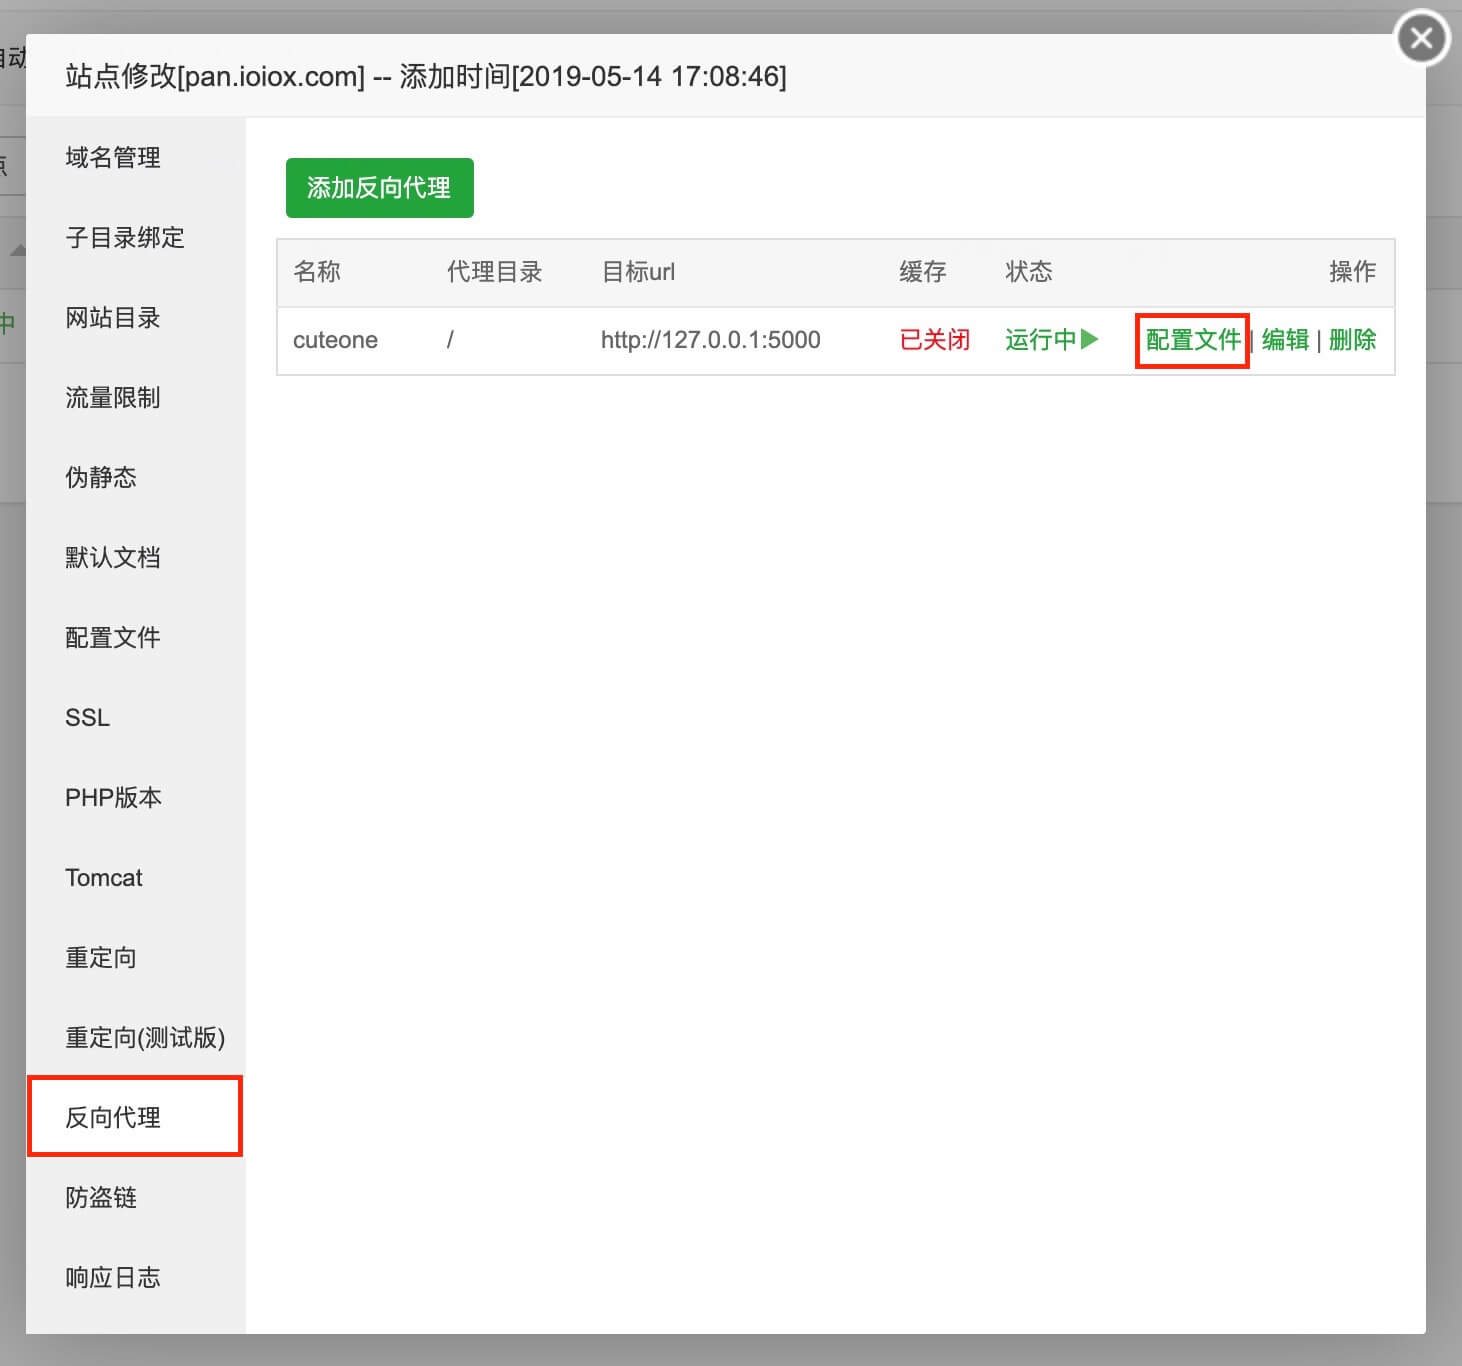 自动
站点修改[pan.ioiox.com] -- 添加时间[2019-05-14 17:08:46]
点
中
域名管理
子目录绑定
网站目录
流量限制
伪静态
默认文档
配置文件
SSL
PHP版本
Tomcat
重定向
重定向(测试版)
反向代理
防盗链
响应日志
添加反向代理
名称 代理目录 目标url 缓存 状态 操作
cuteone / http://127.0.0.1:5000 已关闭 运行中 配置文件 | 编辑 | 删除